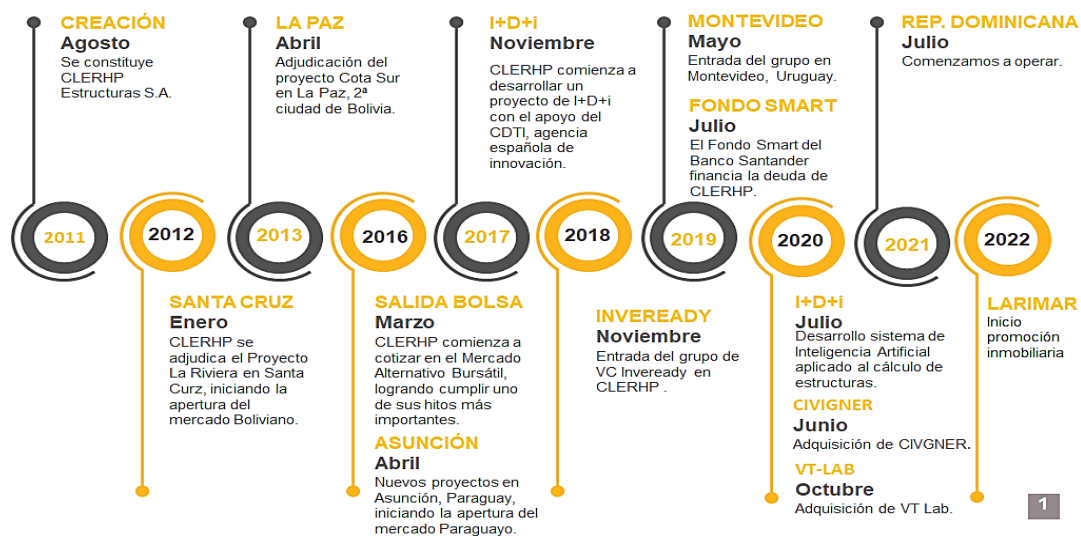 CREACIÓN
Agosto
Se constituye
CLERHP
Estructuras S.A.
LA PAZ
Abril
Adjudicación del
proyecto Cota Sur
en La Paz, 2ª
ciudad de Bolivia.
I+D+i
Noviembre
CLERHP comienza a
desarrollar un
proyecto de I+D+i
con el apoyo del
CDTI, agencia
española de
innovación.
MONTEVIDEO
Mayo
Entrada del grupo en
Montevideo, Uruguay.
FONDO SMART
Julio
El Fondo Smart del
Banco Santander
financia la deuda de
CLERHP.
REP. DOMINICANA
Julio
Comenzamos a operar.
2011
2012
2013
2016
2017
2018
2019
2020
2021
2022
SANTA CRUZ
Enero
CLERHP se
adjudica el Proyecto
La Riviera en Santa
Curz, iniciando la
apertura del
mercado Boliviano.
SALIDA BOLSA
Marzo
CLERHP comienza a
cotizar en el Mercado
Alternativo Bursátil,
logrando cumplir uno
de sus hitos más
importantes.
ASUNCIÓN
Abril
Nuevos proyectos en
Asunción, Paraguay,
iniciando la apertura del
mercado Paraguayo.
INVEREADY
Noviembre
Entrada del grupo de
VC Inveready en
CLERHP .
I+D+i
Julio
Desarrollo sistema de
Inteligencia Artificial
aplicado al cálculo de
estructuras.
CIVIGNER
Junio
Adquisición de CIVGNER.
VT-LAB
Octubre
Adquisición de VT Lab.
LARIMAR
Inicio
promoción
inmobiliaria
1